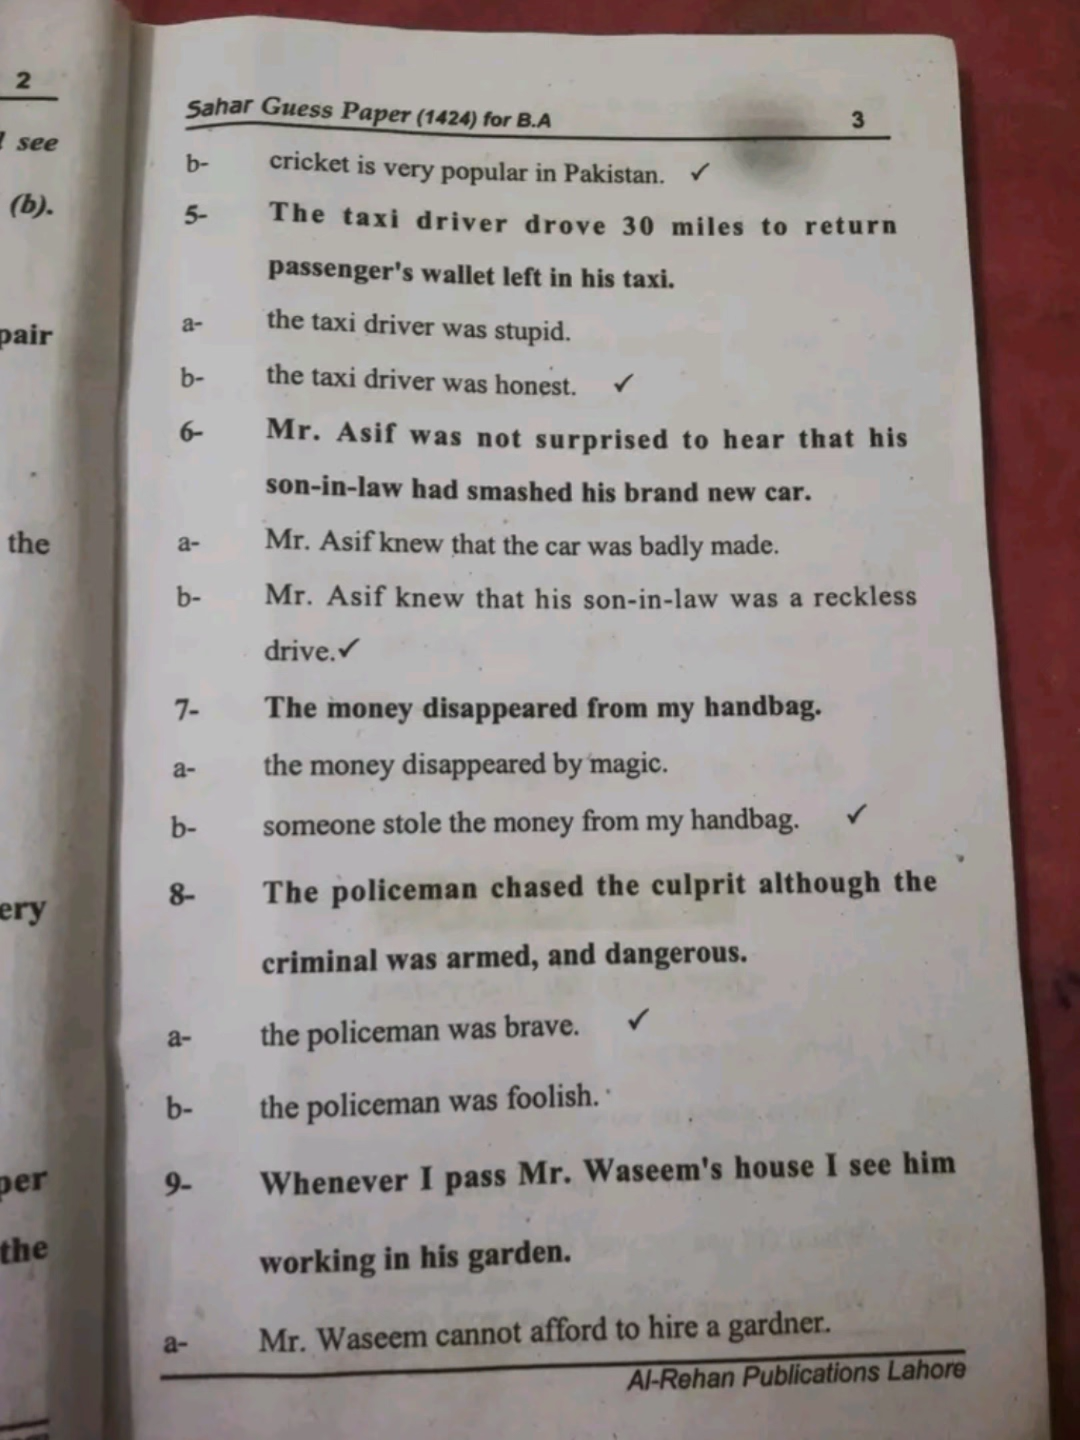 2
see
(b).
pair
the
ery
per
the
Sahar Guess Paper (1424) for B.A 3
b- cricket is very popular in Pakistan. ✓
5- The taxi driver drove 30 miles to return
passenger's wallet left in his taxi.
a- the taxi driver was stupid.
b- the taxi driver was honest. ✓
6- Mr. Asif was not surprised to hear that his
son-in-law had smashed his brand new car.
a- Mr. Asif knew that the car was badly made.
b- Mr. Asif knew that his son-in-law was a reckless
drive.✓
7- The money disappeared from my handbag.
a- the money disappeared by magic.
b- someone stole the money from my handbag. ✓
8- The policeman chased the culprit although the
criminal was armed, and dangerous.
a- the policeman was brave. ✓
b- the policeman was foolish.
9- Whenever I pass Mr. Waseem's house I see him
working in his garden.
a- Mr. Waseem cannot afford to hire a gardner.
Al-Rehan Publications Lahore